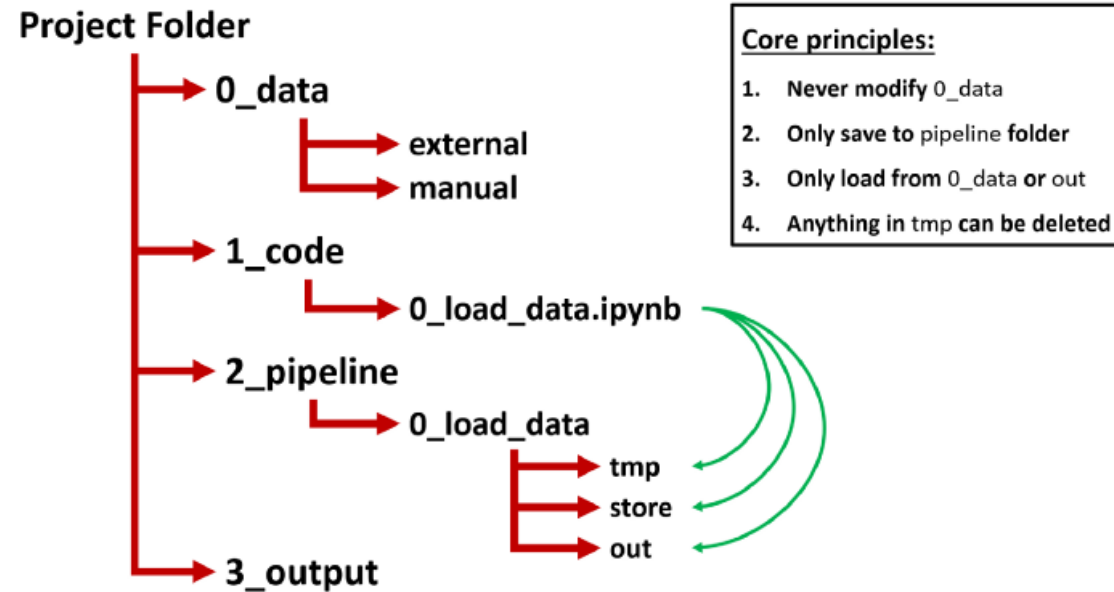 Project Folder
0_data
external
manual
1_code
0_load_data.ipynb
2_pipeline
0_load_data
tmp
store
out
3_output
Core principles:
1. Never modify 0_data
2. Only save to pipeline folder
3. Only load from 0_data or out
4. Anything in tmp can be deleted